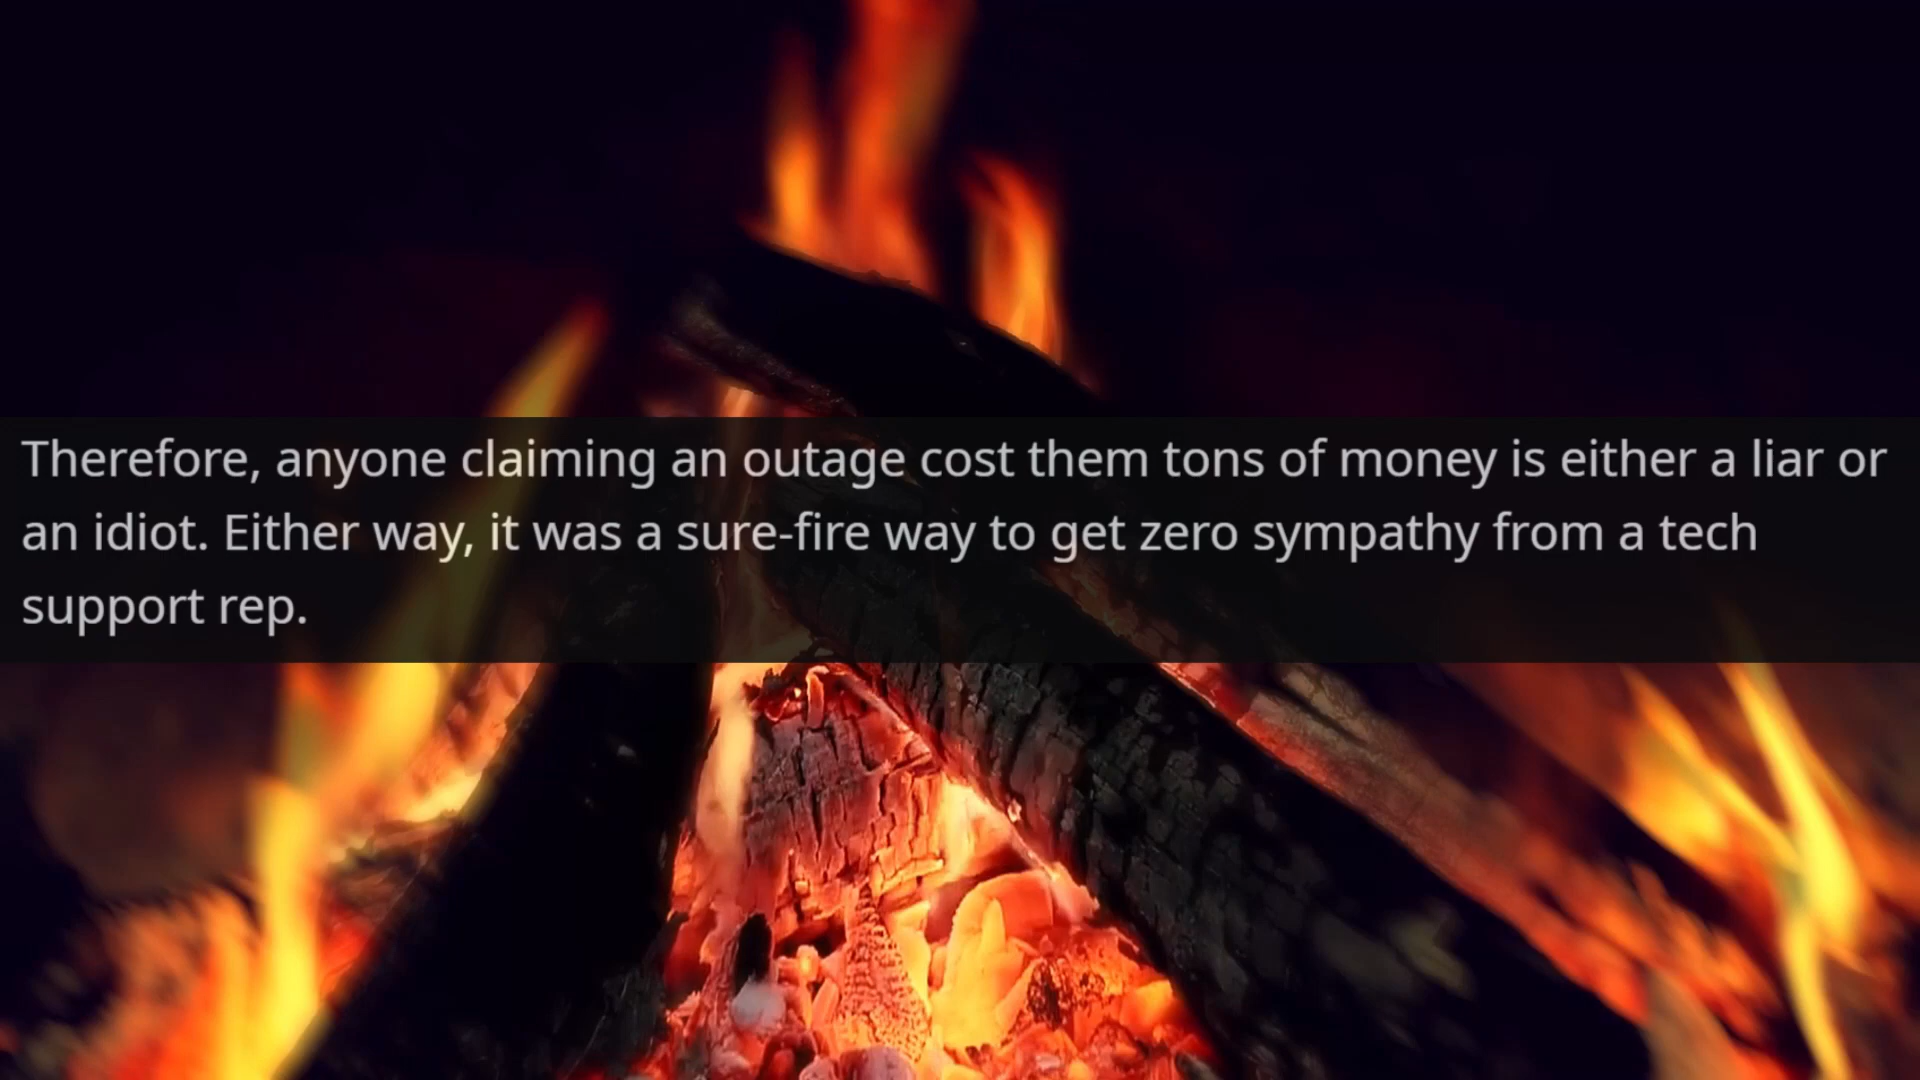 Therefore, anyone claiming an outage cost them tons of money is either a liar or
an idiot. Either way, it was a sure-fire way to get zero sympathy from a tech
support rep.